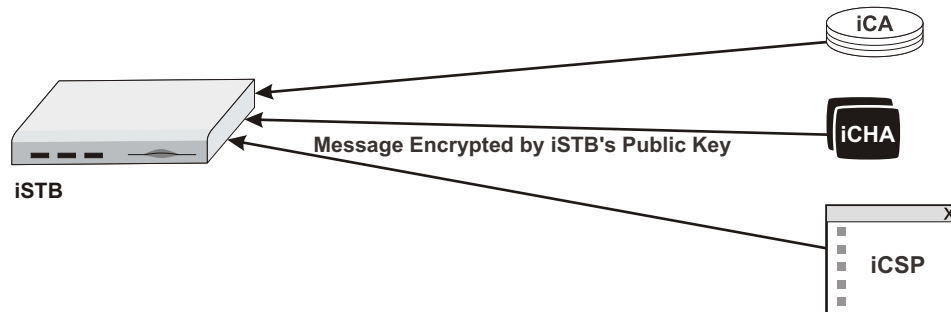 iCA
iCHA
Message Encrypted by iSTB's Public Key
iSTB
X
iCSP